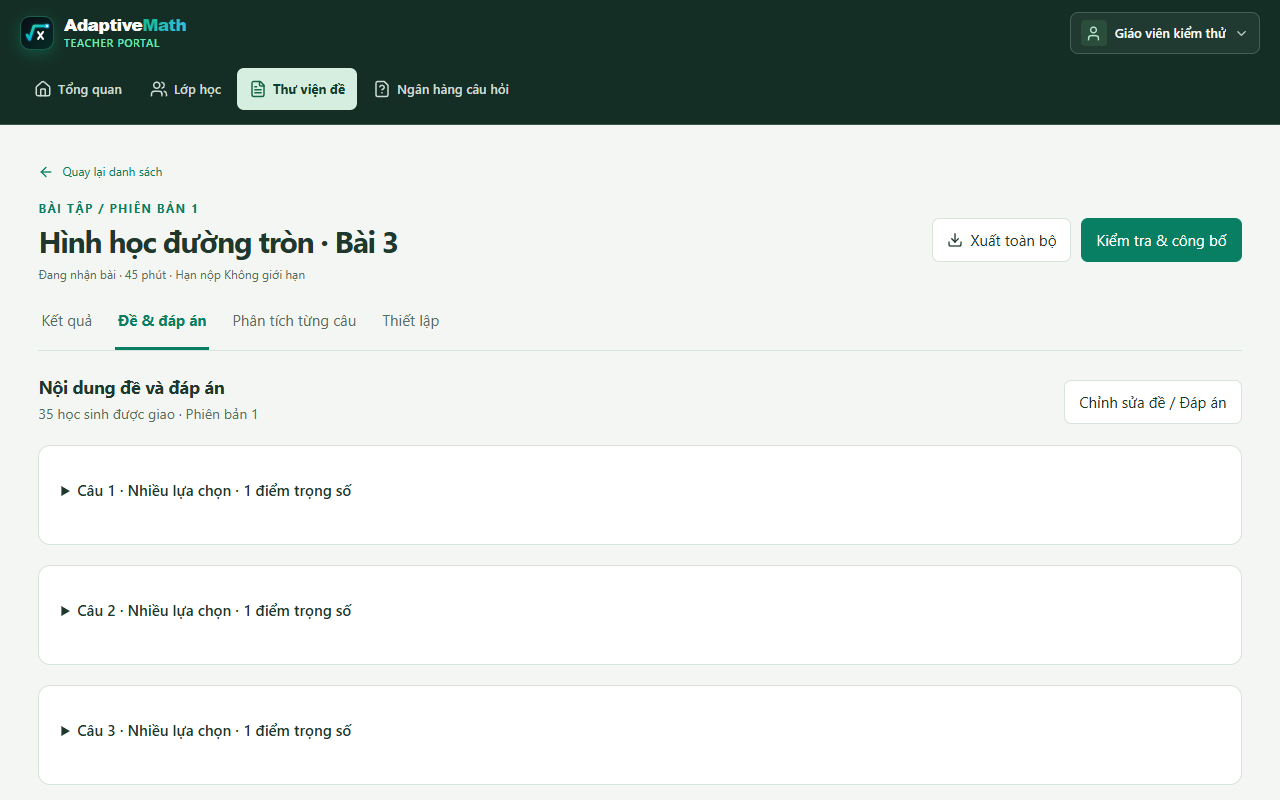 AdaptiveMath
TEACHER PORTAL
Giáo viên kiểm thử
Tổng quan
Lớp học
Thư viện đề
Ngân hàng câu hỏi
Quay lại danh sách
BÀI TẬP / PHIÊN BẢN 1
Hình học đường tròn · Bài 3
Đang nhận bài · 45 phút · Hạn nộp Không giới hạn
Xuất toàn bộ
Kiểm tra & công bố
Kết quả
Đề & đáp án
Phân tích từng câu
Thiết lập
Nội dung đề và đáp án
35 học sinh được giao · Phiên bản 1
Chỉnh sửa đề / Đáp án
Câu 1 · Nhiều lựa chọn · 1 điểm trọng số
Câu 2 · Nhiều lựa chọn · 1 điểm trọng số
Câu 3 · Nhiều lựa chọn · 1 điểm trọng số